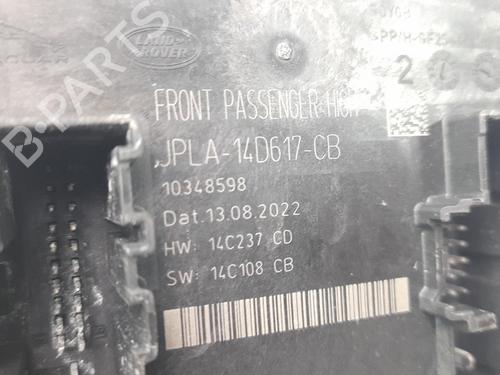 JAGUAR
LAND ROVER
FRONT PASSENGER HIGH
JPLA-14D617-CB
10348598
Dat.13.08.2022
HW: 14C237 CD
SW: 14C108 CB
2
B-PARTS